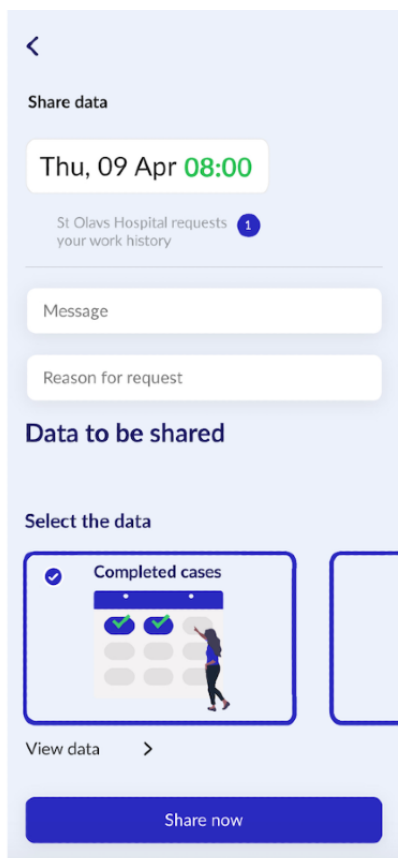 Share data
Thu, 09 Apr 08:00
St Olavs Hospital requests 1
your work history
Message
Reason for request
Data to be shared
Select the data
Completed cases
View data
Share now